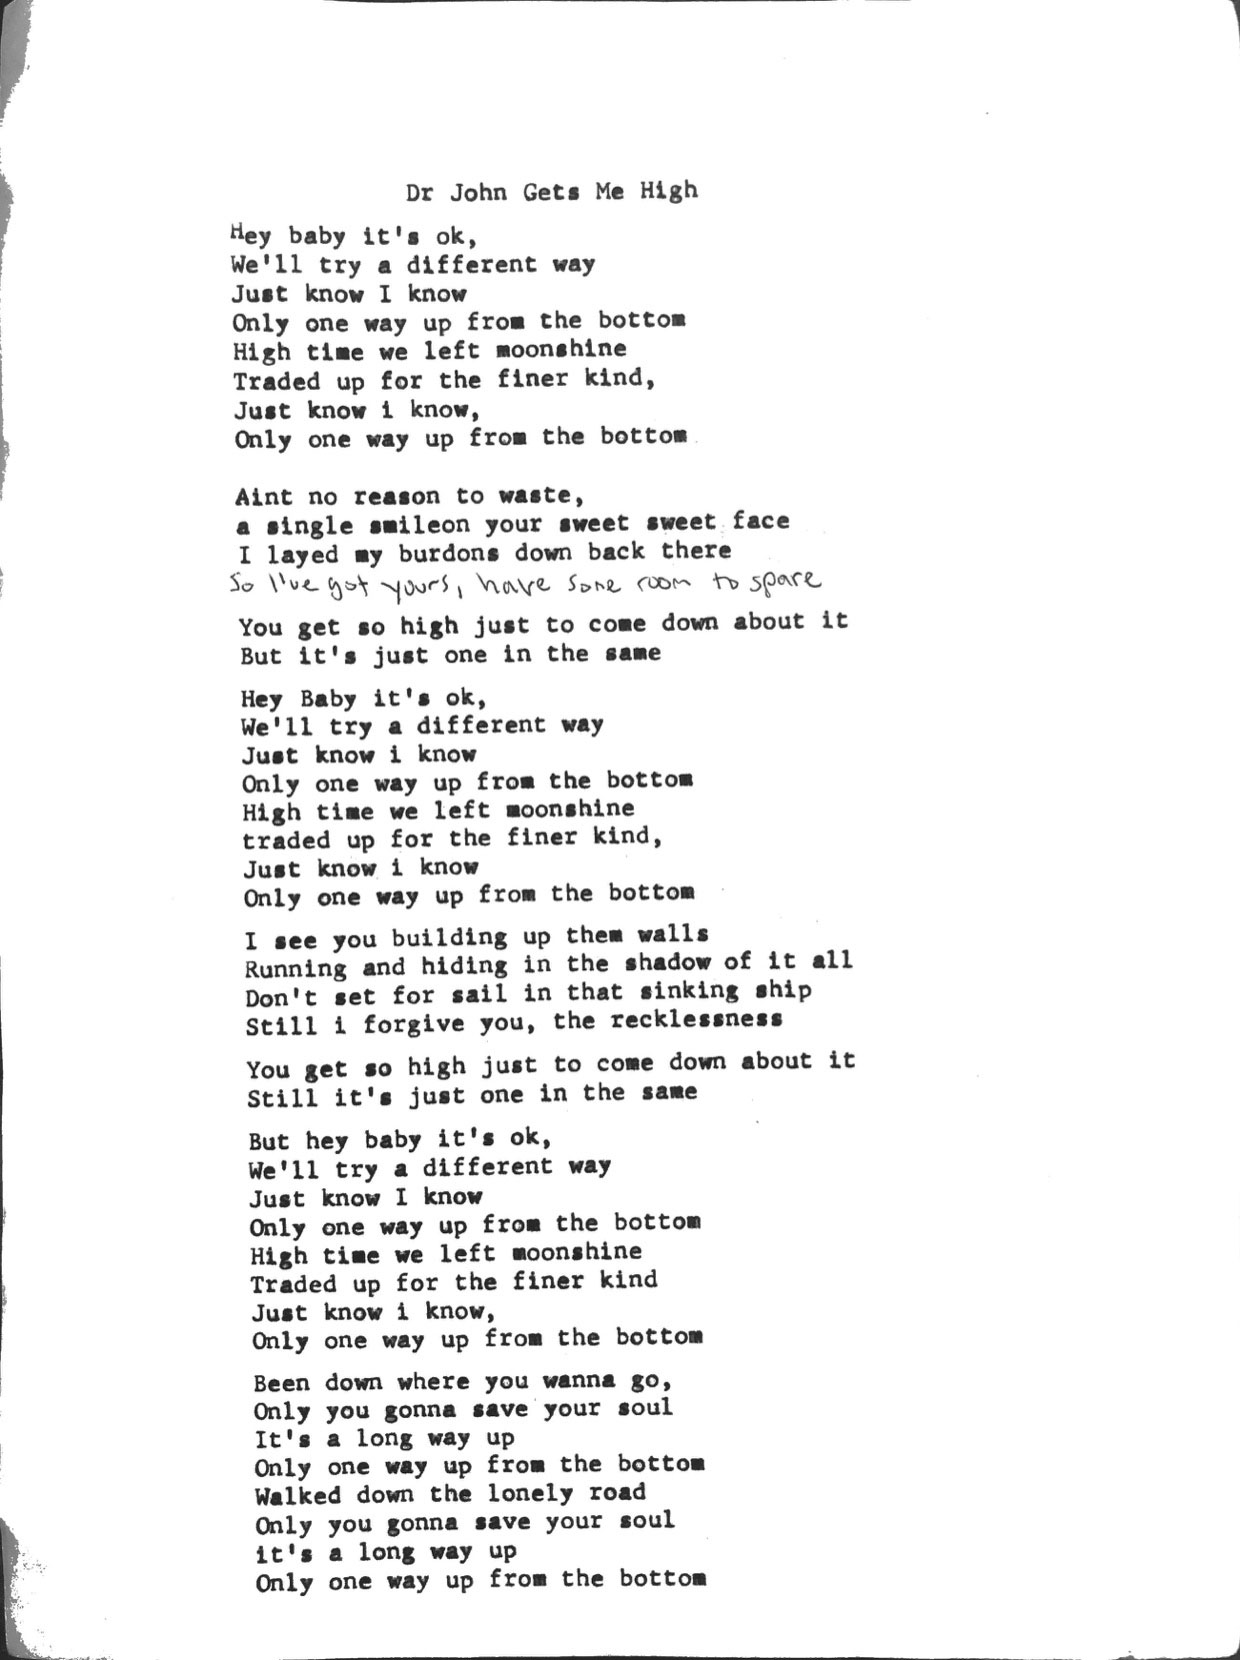 Dr John Gets Me High
Hey baby it's ok,
We'll try a different way
Just know I know
Only one way up from the bottom
High time we left moonshine
Traded up for the finer kind,
Just know i know,
Only one way up from the bottom
Aint no reason to waste,
a single smileon your sweet sweet face
I layed my burdons down back there
So I've got yours, have some room to spare
You get so high just to come down about it
But it's just one in the same
Hey Baby it's ok,
We'll try a different way
Just know i know
Only one way up from the bottom
High time we left moonshine
traded up for the finer kind,
Just know i know
Only one way up from the bottom
I see you building up them walls
Running and hiding in the shadow of it all
Don't set for sail in that sinking ship
Still i forgive you, the recklessness
You get so high just to come down about it
Still it's just one in the same
But hey baby it's ok,
We'll try a different way
Just know I know
Only one way up from the bottom
High time we left moonshine
Traded up for the finer kind
Just know i know,
Only one way up from the bottom
Been down where you wanna go,
Only you gonna save your soul
It's a long way up
Only one way up from the bottom
Walked down the lonely road
Only you gonna save your soul
it's a long way up
Only one way up from the bottom